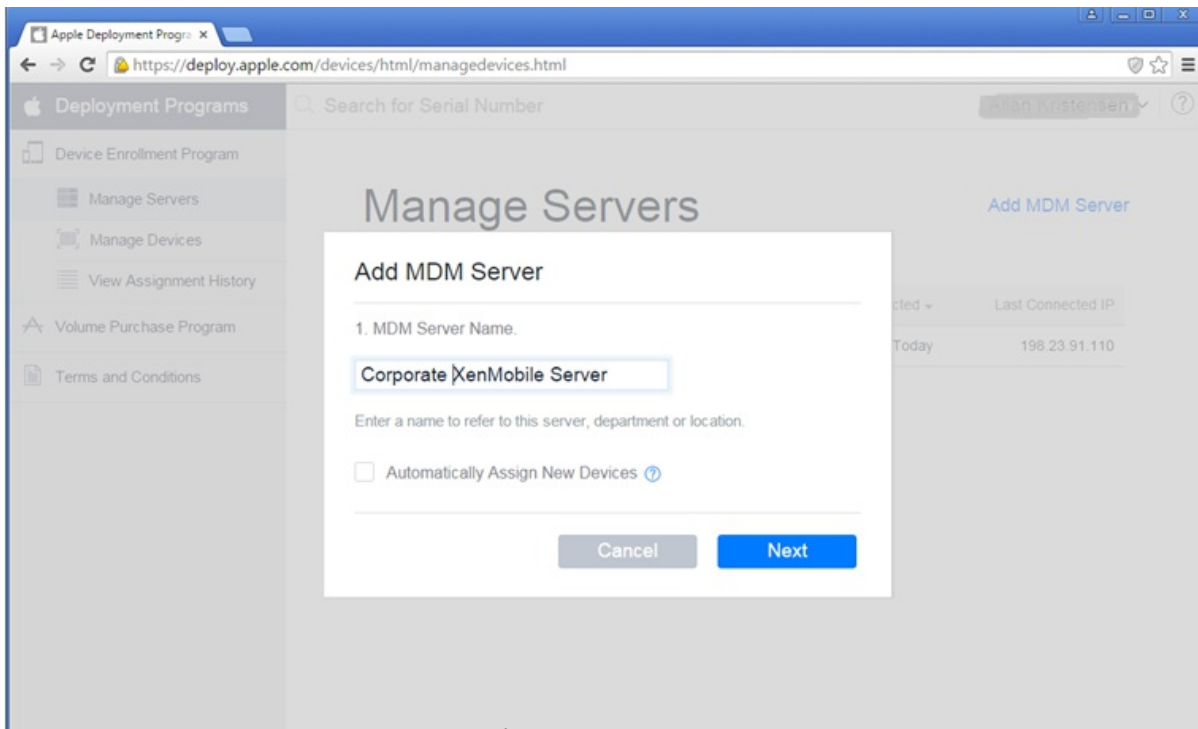 Apple Deployment Progra
https://deploy.apple.com/devices/html/managedevices.html
Deployment Programs
Search for Serial Number
Allan Kristensen
Device Enrollment Program
Manage Servers
Manage Devices
View Assignment History
Volume Purchase Program
Terms and Conditions
Manage Servers
Add MDM Server
cted
Last Connected IP
Today
198.23.91.110
Add MDM Server
1. MDM Server Name.
Corporate XenMobile Server
Enter a name to refer to this server, department or location.
Automatically Assign New Devices ?
Cancel
Next